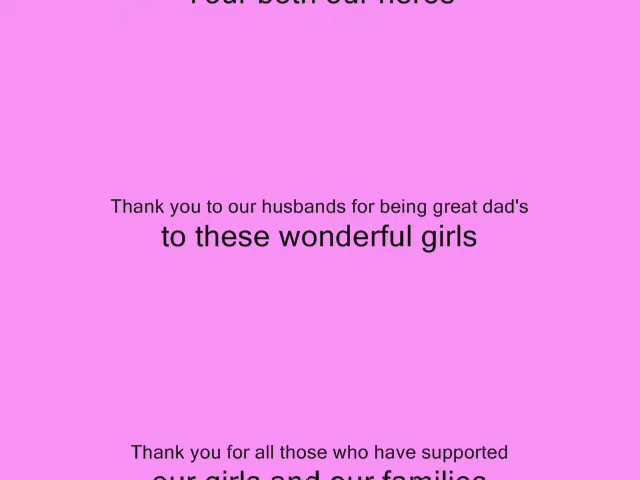 Your both our heros
Thank you to our husbands for being great dad's
to these wonderful girls
Thank you for all those who have supported
our girls and our families